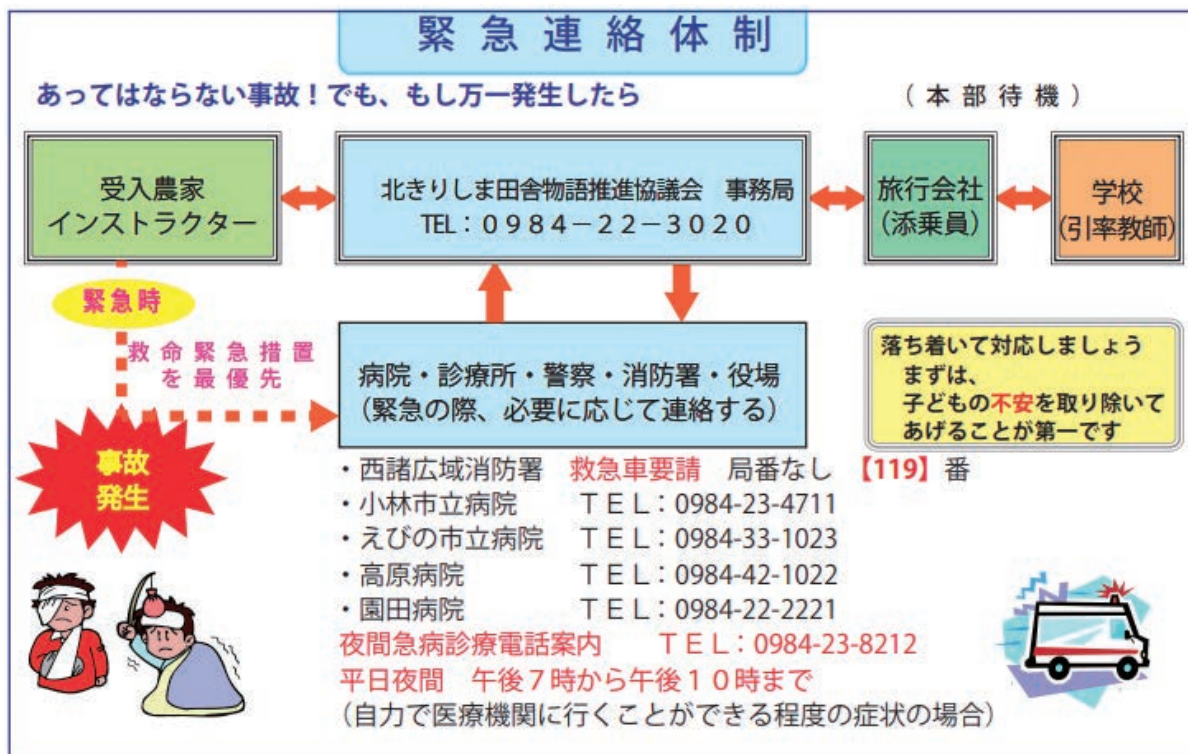 緊急連絡体制
あってはならない事故！でも、もし万一発生したら
（本部待機）
受入農家
インストラクター
北きりしま田舎物語推進協議会　事務局
TEL：０９８４－２２－３０２０
旅行会社
(添乗員)
学校
(引率教師)
緊急時
救命緊急措置
を最優先
事故
発生
病院・診療所・警察・消防署・役場
（緊急の際、必要に応じて連絡する）
落ち着いて対応しましょう
まずは、
子どもの不安を取り除いて
あげることが第一です
・西諸広域消防署　救急車要請　局番なし　【119】番
・小林市立病院　ＴＥＬ：0984-23-4711
・えびの市立病院　ＴＥＬ：0984-33-1023
・高原病院　ＴＥＬ：0984-42-1022
・園田病院　ＴＥＬ：0984-22-2221
夜間急病診療電話案内　ＴＥＬ：0984-23-8212
平日夜間　午後７時から午後１０時まで
（自力で医療機関に行くことができる程度の症状の場合）